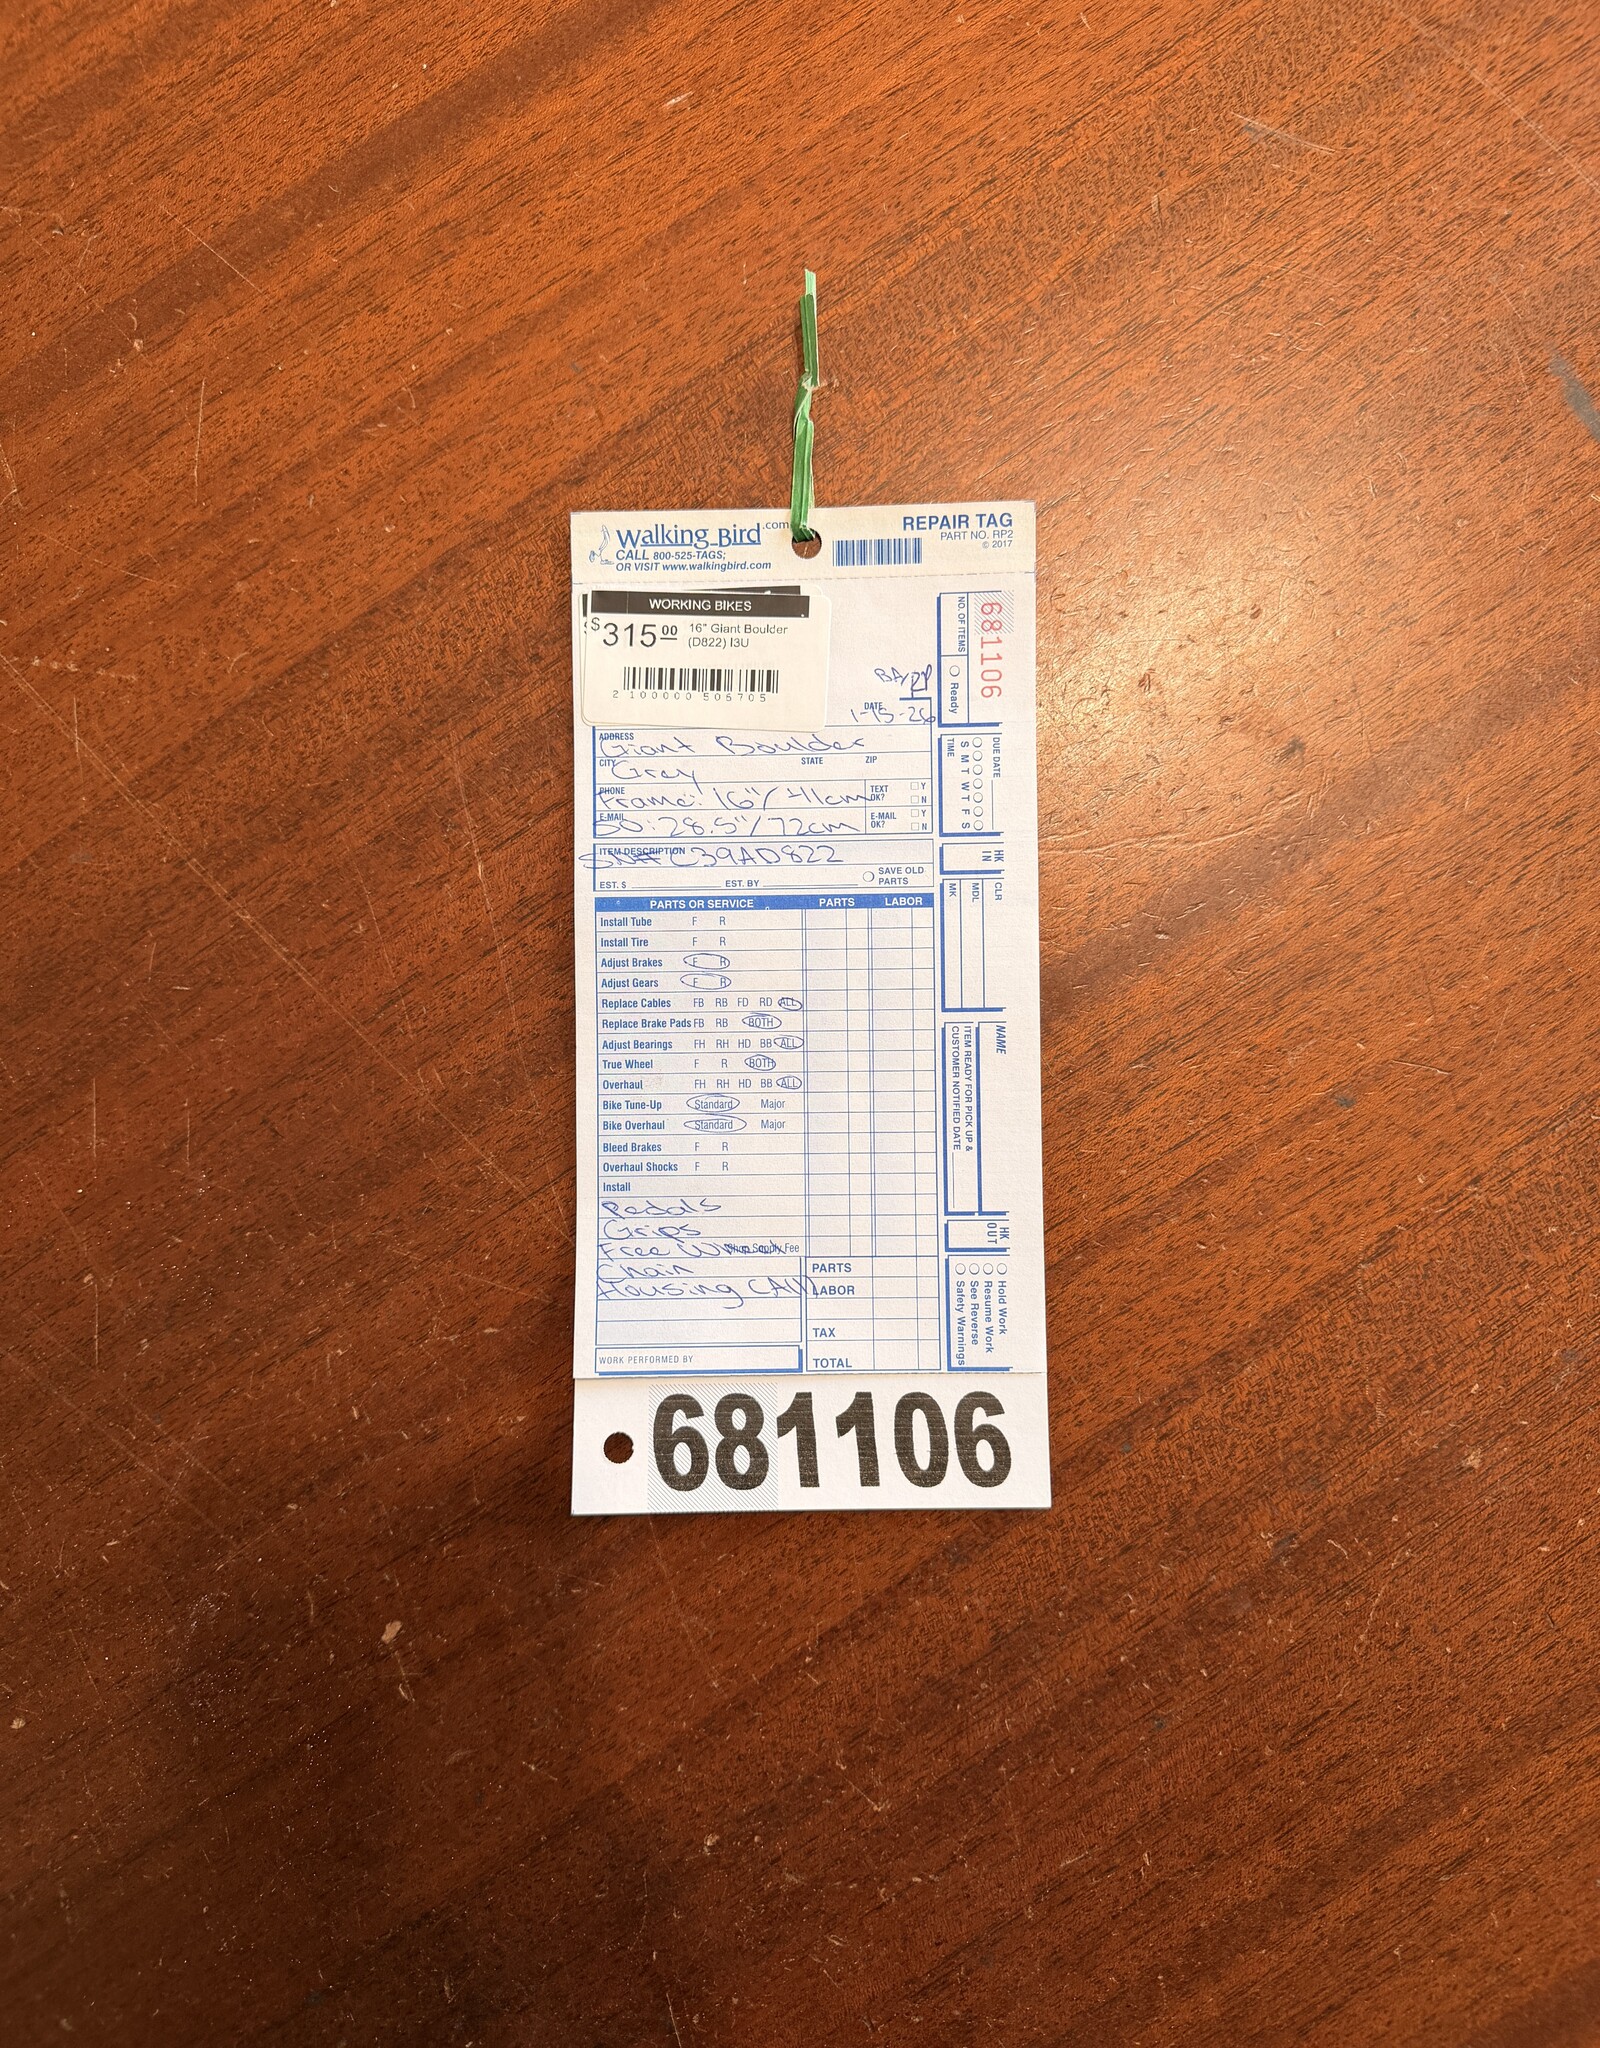 Walking Bird.com
CALL 800-525-TAGS;
OR VISIT www.walkingbird.com
REPAIR TAG
PART NO. RP2
© 2017
WORKING BIKES
$315.00 16" Giant Boulder
(D822) I3U
2 100000 505705
DATE
1-15-26
ADDRESS
Giant Boulder
CITY STATE ZIP
Grey
PHONE
Frame: 16"/41cm
TEXT OK? Y N
E-MAIL
SO: 28.5"/72cm
E-MAIL OK? Y N
ITEM DESCRIPTION
SN# C39AD822
EST. $ EST. BY SAVE OLD PARTS
PARTS OR SERVICE PARTS LABOR
Install Tube F R
Install Tire F R
Adjust Brakes F R
Adjust Gears F R
Replace Cables FB RB FD RD ALL
Replace Brake Pads FB RB BOTH
Adjust Bearings FH RH HD BB ALL
True Wheel F R BOTH
Overhaul FH RH HD BB ALL
Bike Tune-Up Standard Major
Bike Overhaul Standard Major
Bleed Brakes F R
Overhaul Shocks F R
Install
Pedals
Grips
Free Wheel Shop Supply Fee
Chain
Housing CAll
PARTS
LABOR
TAX
TOTAL
WORK PERFORMED BY
681106
NO. OF ITEMS Ready
DUE DATE
S M T W T F S
TIME
HK IN
CLR
MDL
MK
NAME
ITEM READY FOR PICK UP &
CUSTOMER NOTIFIED DATE
HK OUT
Hold Work
Resume Work
See Reverse
Safety Warnings
681106